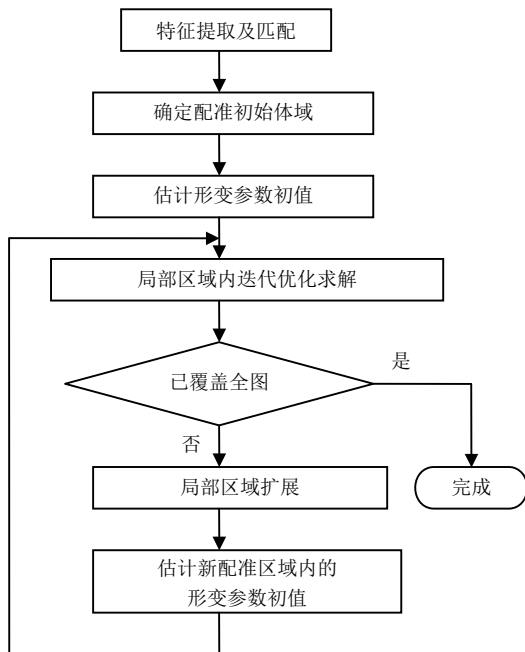 特征提取及匹配
确定配准初始体域
估计形变参数初值
局部区域内迭代优化求解
已覆盖全图
是
否
局部区域扩展
完成
估计新配准区域内的
形变参数初值